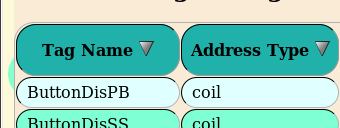 Tag Name Address Type
ButtonDisPB coil
ButtonDisSS coil